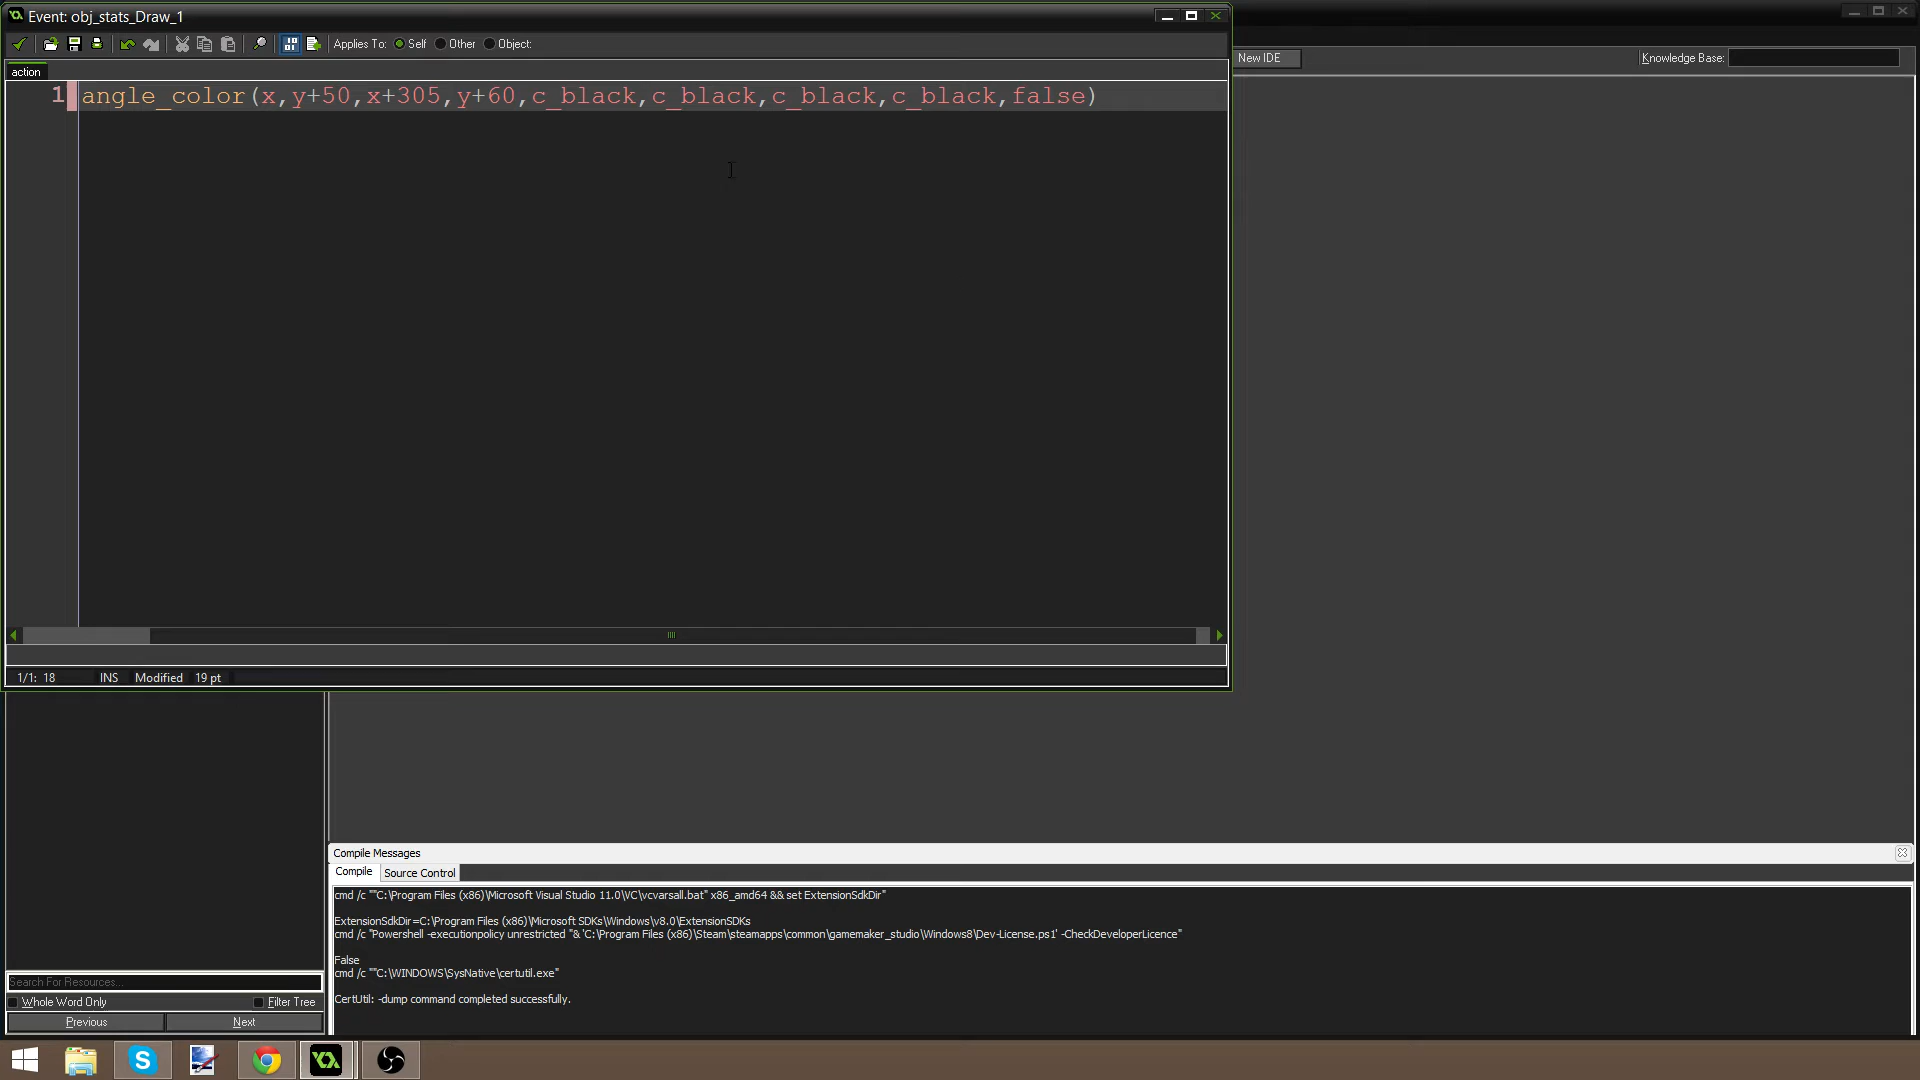 Event: obj_stats_Draw_1
Applies To: Self Other Object:
New IDE
Knowledge Base:
action
1 angle_color(x,y+50,x+305,y+60,c_black,c_black,c_black,c_black,false)
1/1: 18 INS Modified 19 pt
Compile Messages
Compile Source Control
cmd /c ""C:\Program Files (x86)\Microsoft Visual Studio 11.0\VC\vcvarsall.bat" x86_amd64 && set ExtensionSdkDir"
ExtensionSdkDir=C:\Program Files (x86)\Microsoft SDKs\Windows\v8.0\ExtensionSDKs
cmd /c "Powershell -executionpolicy unrestricted "& 'C:\Program Files (x86)\Steam\steamapps\common\gamemaker_studio\Windows8\Dev-License.ps1' -CheckDeveloperLicence"
False
cmd /c ""C:\WINDOWS\SysNative\certutil.exe"
CertUtil: -dump command completed successfully.
Search For Resources...
Whole Word Only Filter Tree
Previous Next